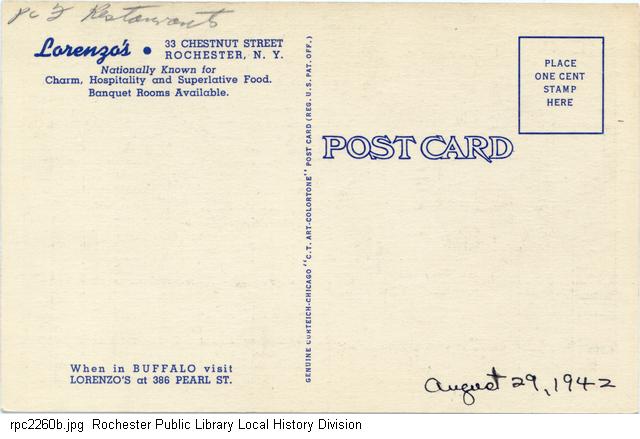 pc Z Restaurants
Lorenzo's • 33 CHESTNUT STREET
ROCHESTER, N. Y.
Nationally Known for
Charm, Hospitality and Superlative Food.
Banquet Rooms Available.
PLACE
ONE CENT
STAMP
HERE
POST CARD
GENUINE CURTEICH-CHICAGO "C.T. ART-COLORTONE" POST CARD (REG. U.S. PAT. OFF.)
When in BUFFALO visit
LORENZO'S at 386 PEARL ST.
August 29, 1942
rpc2260b.jpg Rochester Public Library Local History Division